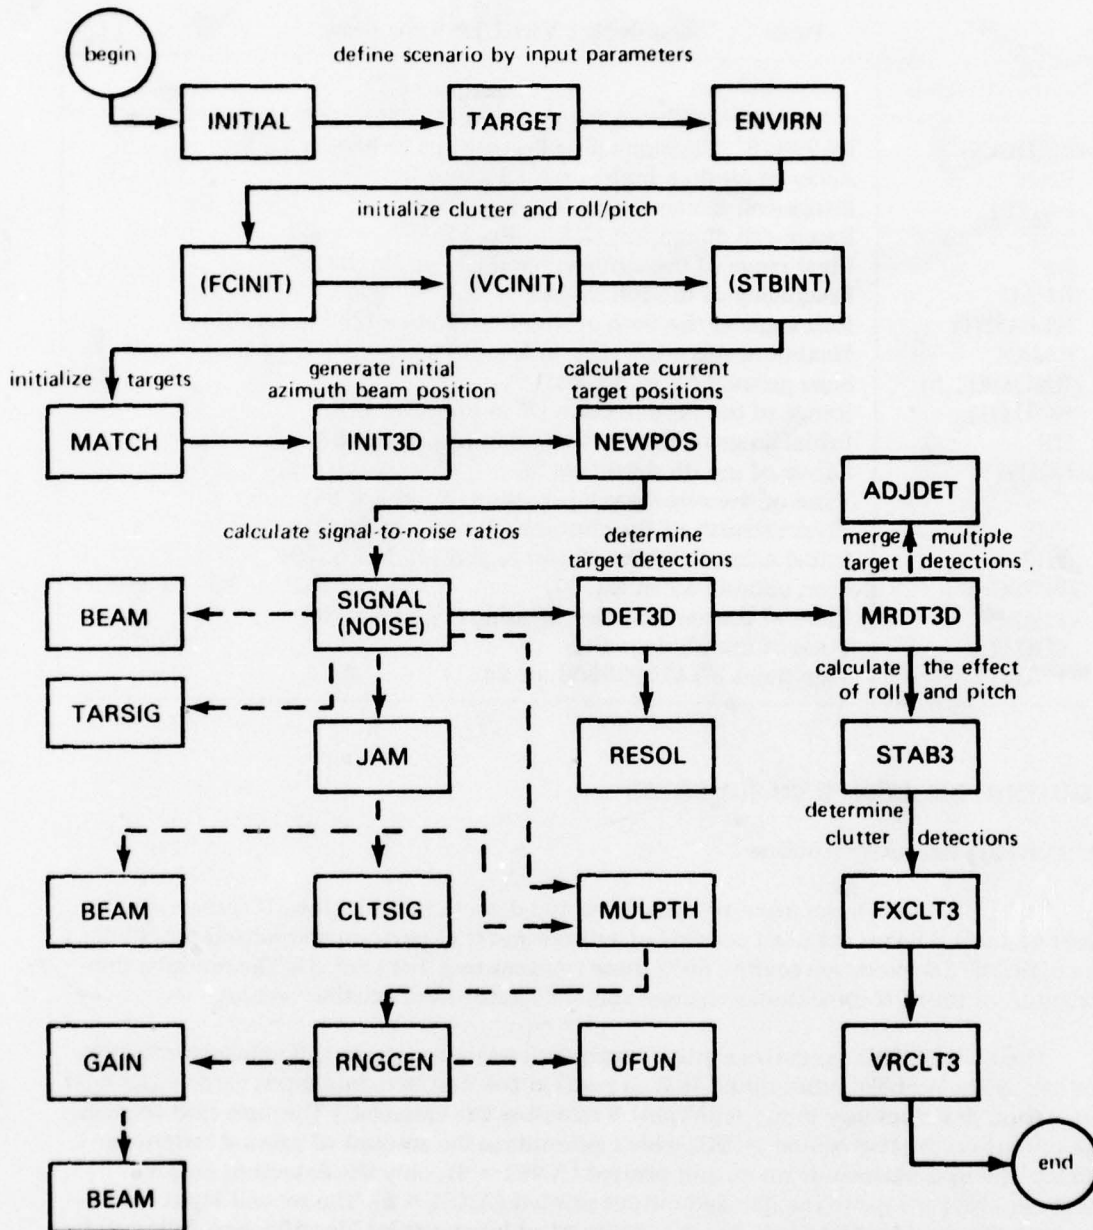 begin
define scenario by input parameters
INITIAL
TARGET
ENVIRN
initialize clutter and roll/pitch
(FCINIT)
(VCINIT)
(STBINT)
initialize targets
generate initial
azimuth beam position
calculate current
target positions
MATCH
INIT3D
NEWPOS
ADJDET
calculate signal-to-noise ratios
determine
target detections
merge multiple
target detections
BEAM
SIGNAL
(NOISE)
DET3D
MRDT3D
calculate the effect
of roll and pitch
TARSIG
JAM
RESOL
STAB3
determine
clutter detections
BEAM
CLTSIG
MULPTH
FXCLT3
GAIN
RNGCEN
UFUN
VRCLT3
BEAM
end